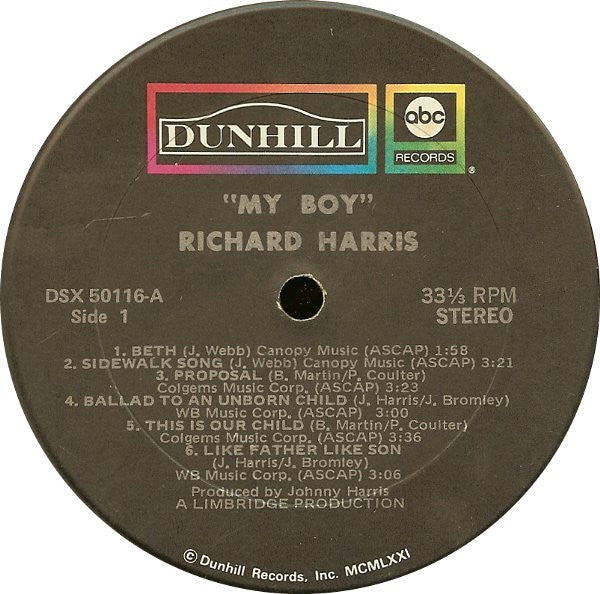 DUNHILL
abc
RECORDS
®
"MY BOY"
RICHARD HARRIS
DSX 50116-A
33⅓ RPM
Side 1
STEREO
1. BETH (J. Webb) Canopy Music (ASCAP) 1:58
2. SIDEWALK SONG (J. Webb) Canopy Music (ASCAP) 3:21
3. PROPOSAL (B. Martin/P. Coulter)
Colgems Music Corp. (ASCAP) 3:23
4. BALLAD TO AN UNBORN CHILD (J. Harris/J. Bromley)
WB Music Corp. (ASCAP) 3:00
5. THIS IS OUR CHILD (B. Martin/P. Coulter)
Colgems Music Corp. (ASCAP) 3:36
6. LIKE FATHER LIKE SON
(J. Harris/J. Bromley)
WB Music Corp. (ASCAP) 3:06
Produced by Johnny Harris
A LIMBRIDGE PRODUCTION
© Dunhill Records, Inc. MCMLXXI